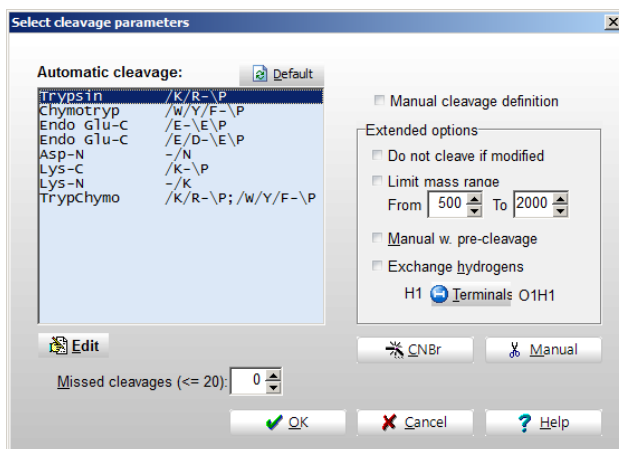 Select cleavage parameters
Automatic cleavage:
Default
Trypsin /K/R-\P
Chymotryp /W/Y/F-\P
Endo Glu-C /E-\E\P
Endo Glu-C /E/D-\E\P
Asp-N -/N
Lys-C /K-\P
Lys-N -/K
TrypChymo /K/R-\P;/W/Y/F-\P
Edit
Missed cleavages (<= 20): 0
Manual cleavage definition
Extended options
Do not cleave if modified
Limit mass range
From 500 To 2000
Manual w. pre-cleavage
Exchange hydrogens
H1 Terminals O1H1
CNBr
Manual
OK
Cancel
Help